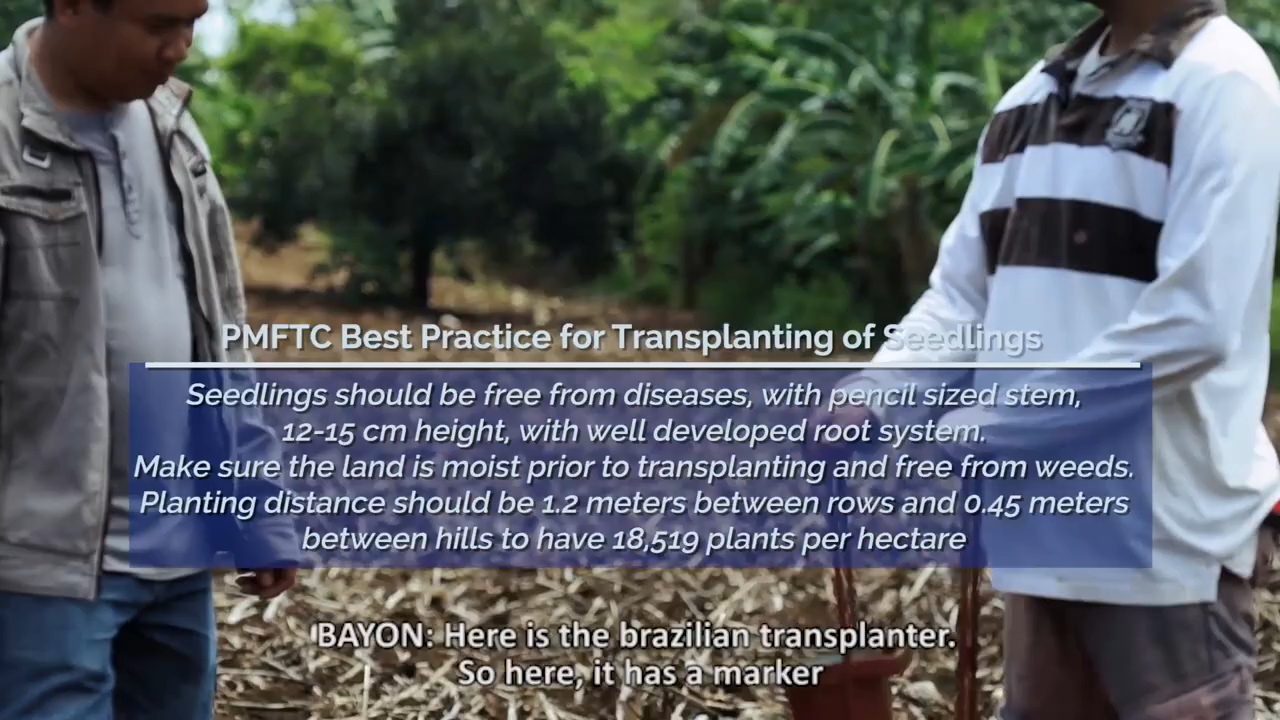 PMFTC Best Practice for Transplanting of Seedlings
Seedlings should be free from diseases, with pencil sized stem,
12-15 cm height, with well developed root system.
Make sure the land is moist prior to transplanting and free from weeds.
Planting distance should be 1.2 meters between rows and 0.45 meters
between hills to have 18,519 plants per hectare
BAYON: Here is the brazilian transplanter.
So here, it has a marker